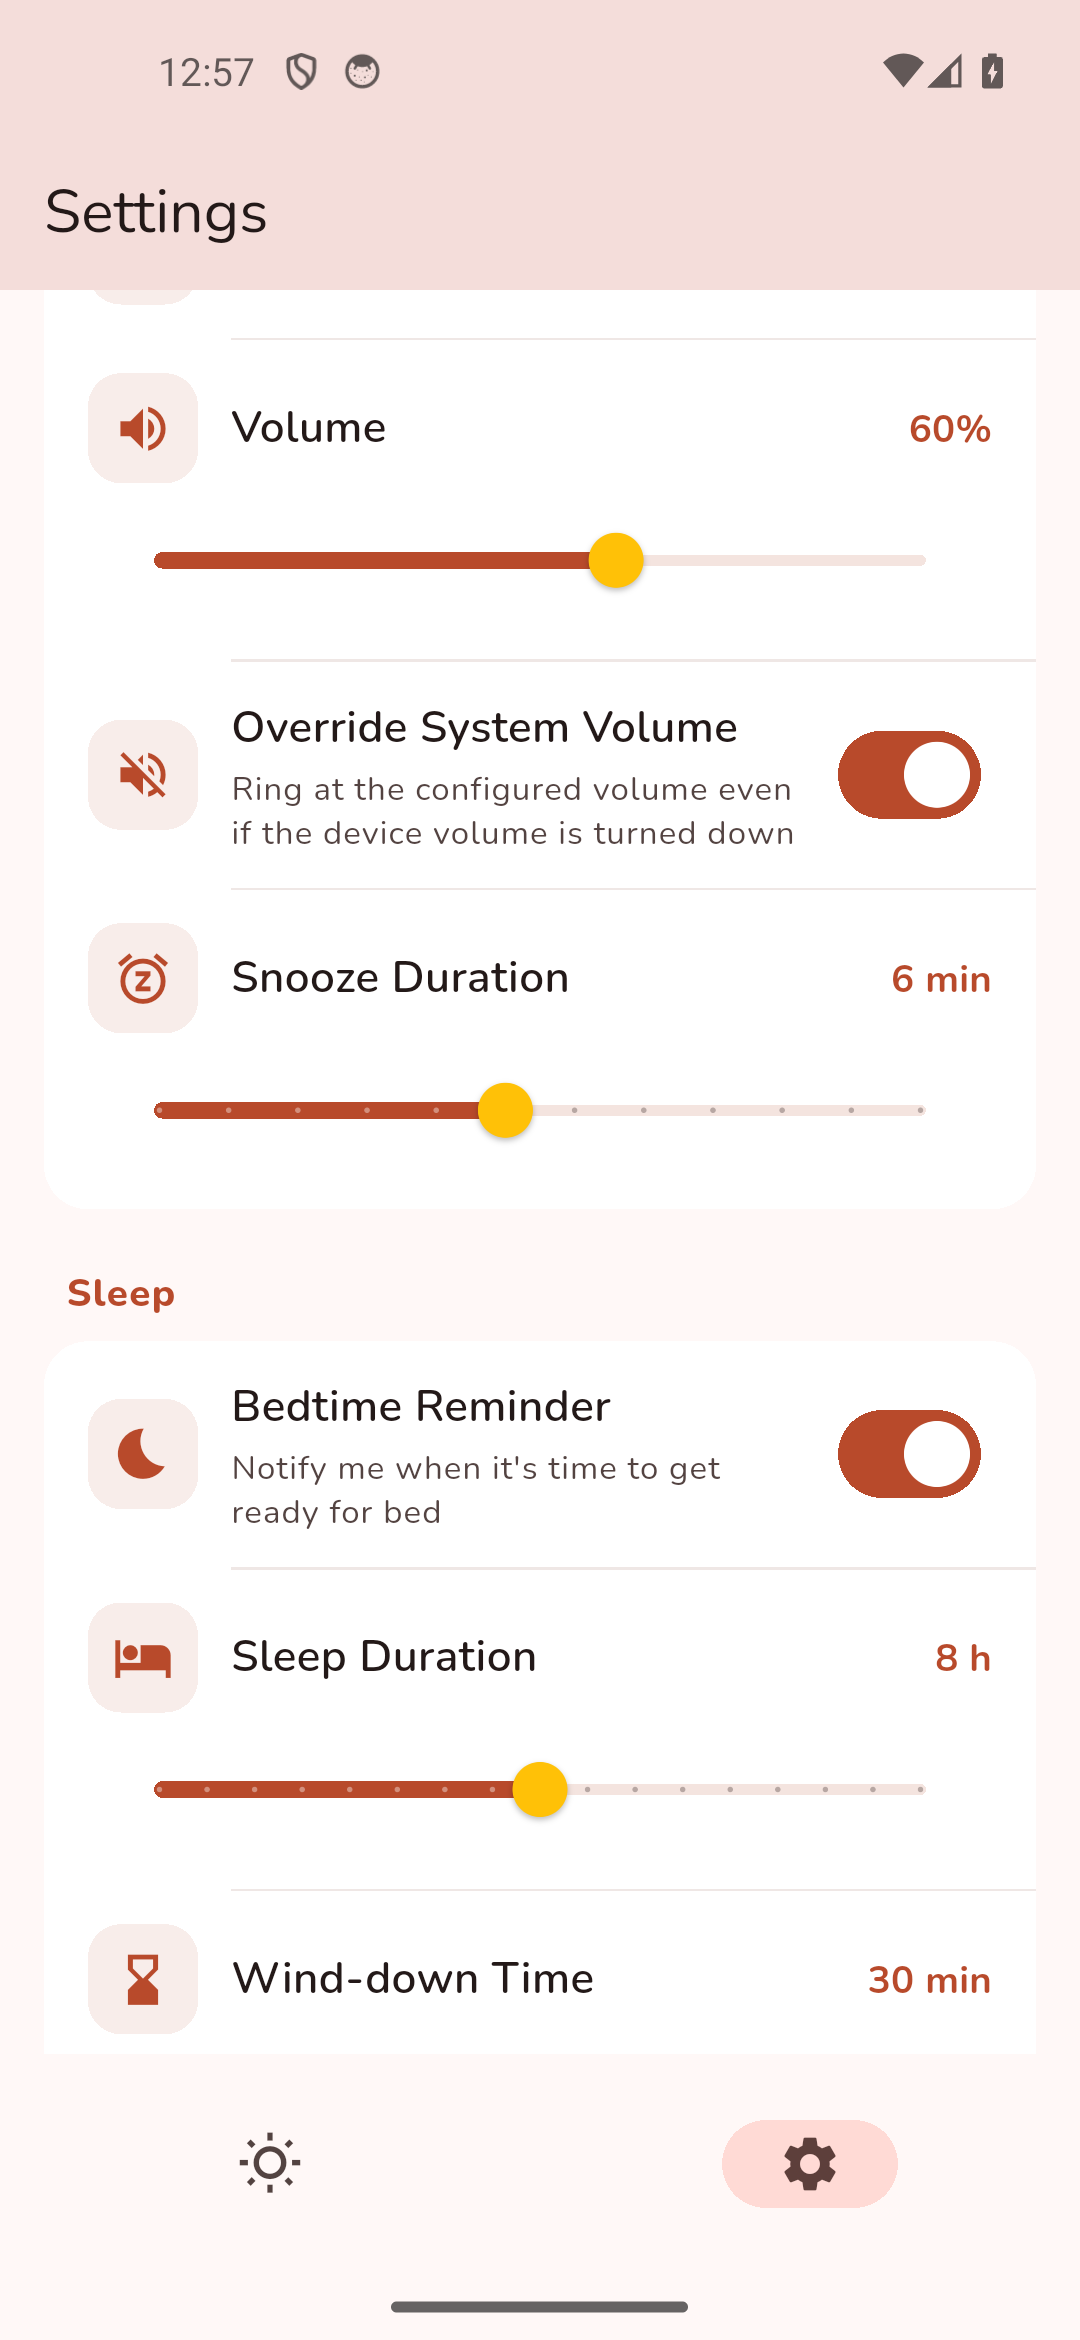 12:57
Settings
Volume
60%
Override System Volume
Ring at the configured volume even
if the device volume is turned down
Snooze Duration
6 min
Sleep
Bedtime Reminder
Notify me when it's time to get
ready for bed
Sleep Duration
8 h
Wind-down Time
30 min